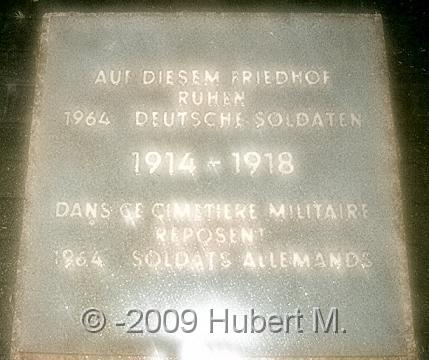 AUF DIESEM FRIEDHOF
RUHEN
1964 DEUTSCHE SOLDATEN
1914 - 1918
DANS CE CIMETIERE MILITAIRE
REPOSENT
1964 SOLDATS ALLEMANDS
© -2009 Hubert M.